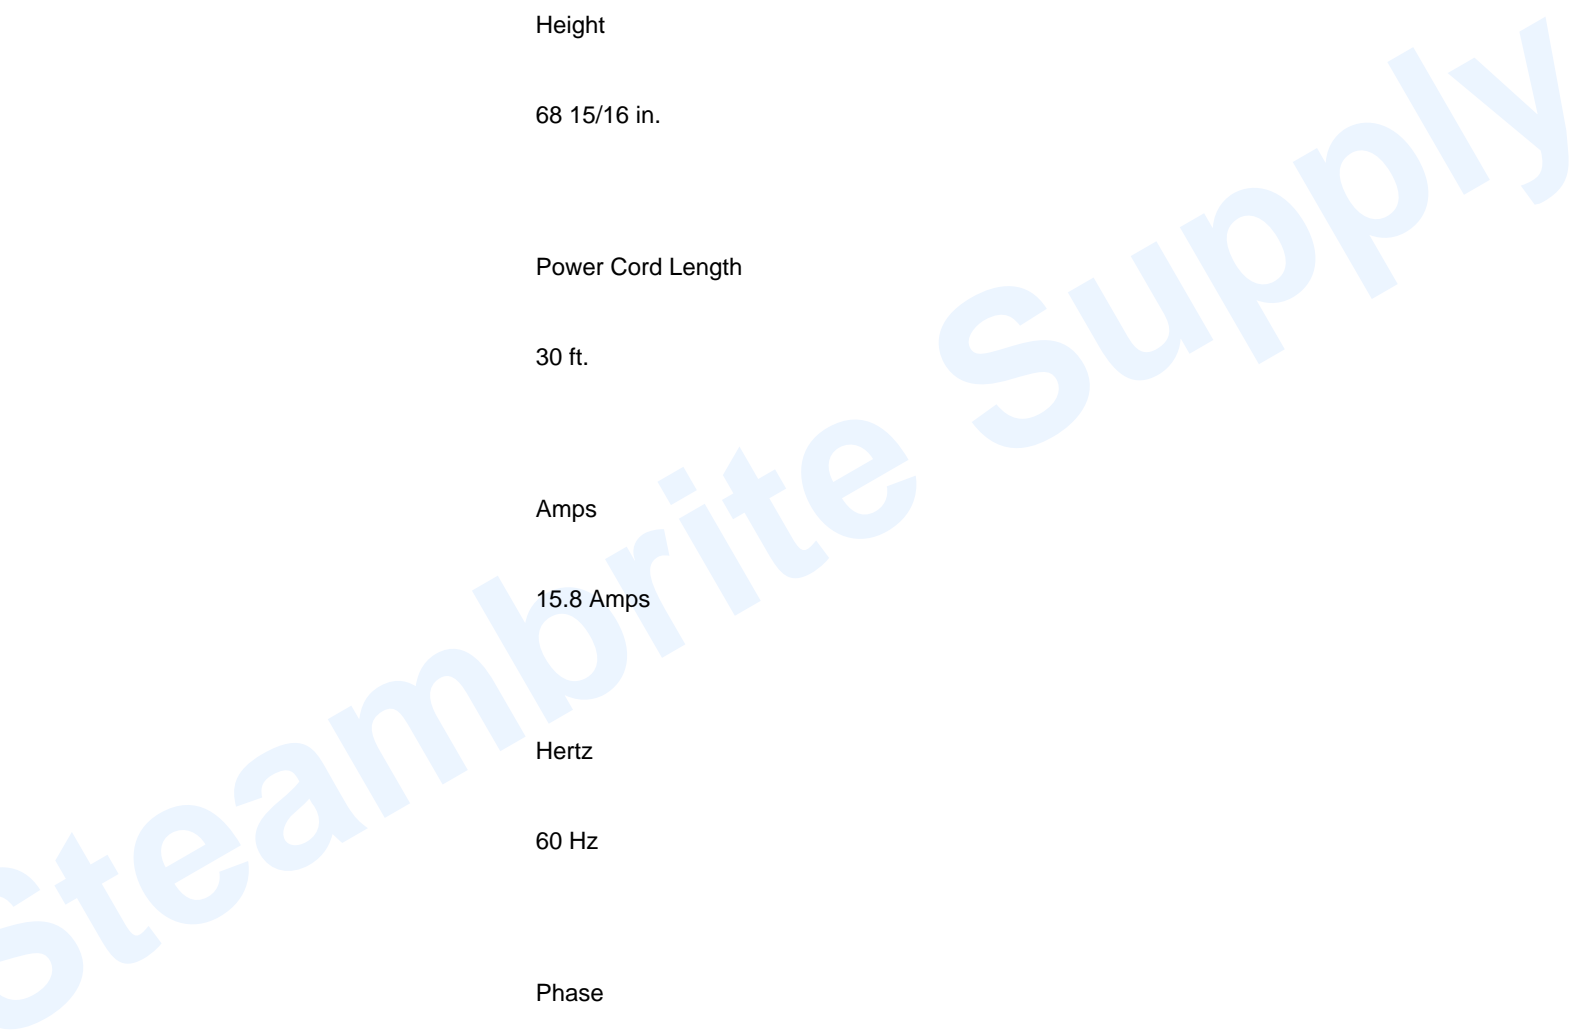 Height
68 15/16 in.
Power Cord Length
30 ft.
Amps
15.8 Amps
Hertz
60 Hz
Phase
Steambrite Supply